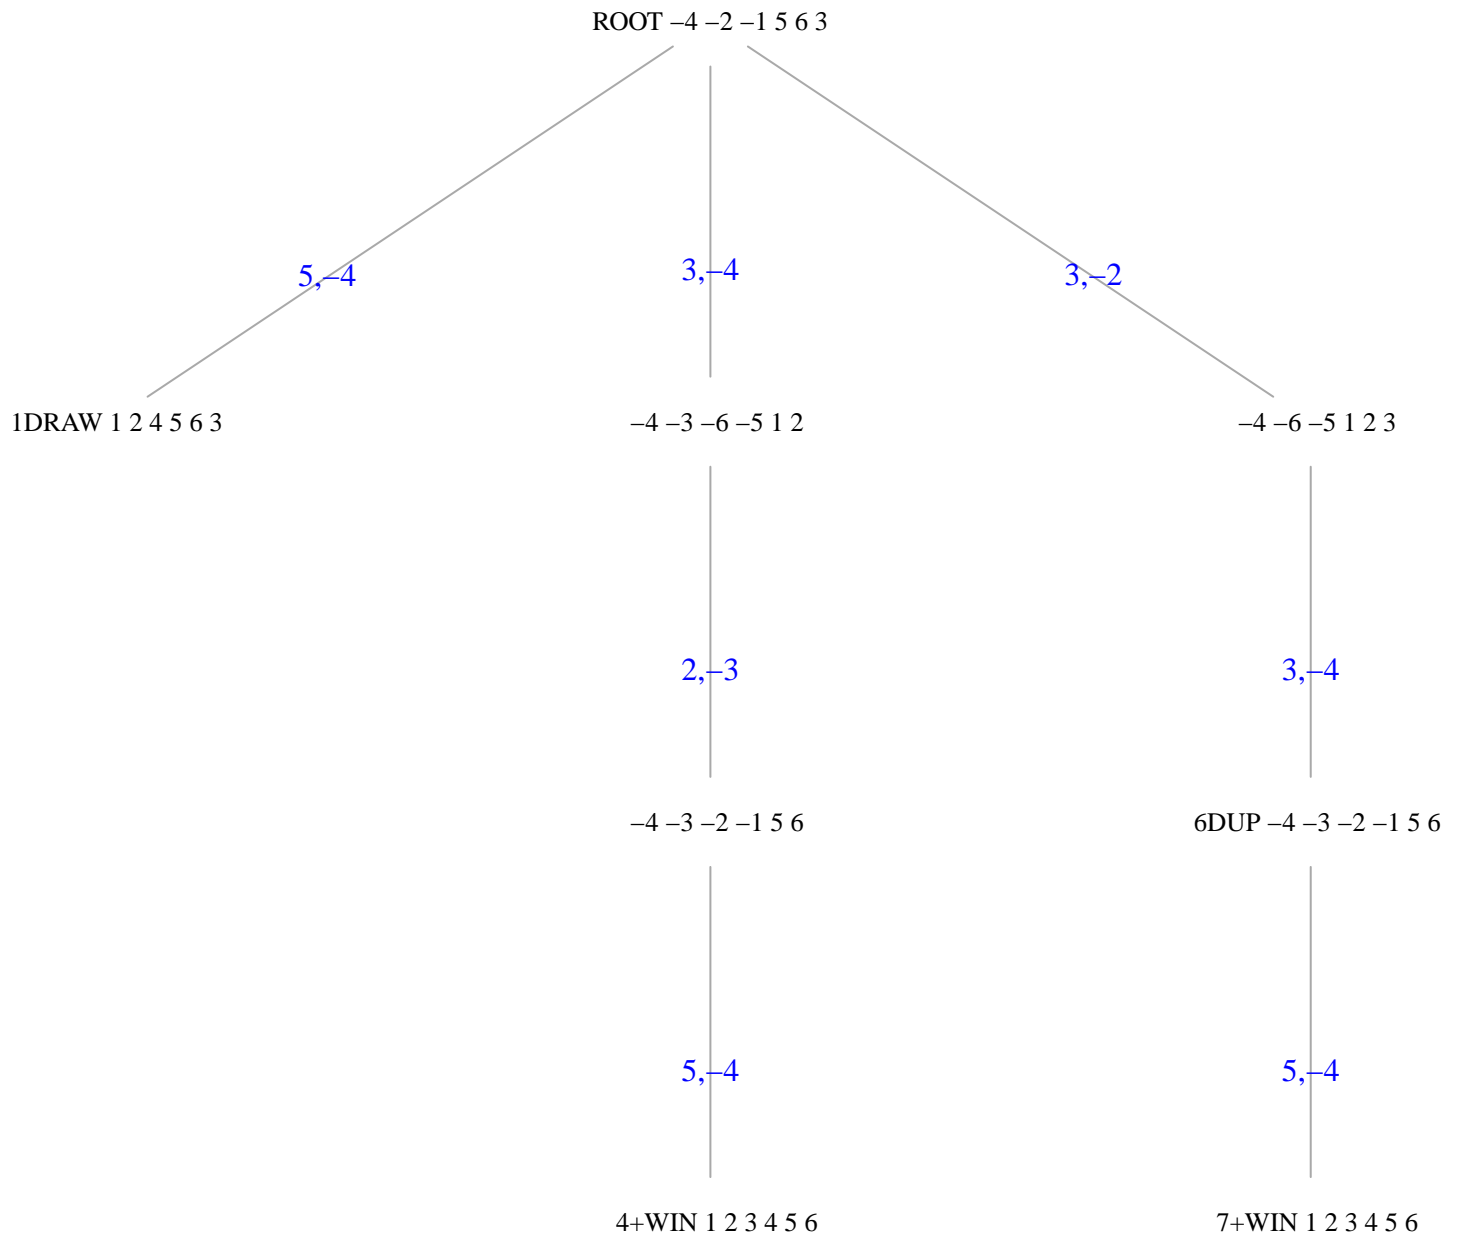 ROOT –4 –2 –1 5 6 3
5,–4
3,–4
3,–2
1DRAW 1 2 4 5 6 3
–4 –3 –6 –5 1 2
–4 –6 –5 1 2 3
2,–3
3,–4
–4 –3 –2 –1 5 6
6DUP –4 –3 –2 –1 5 6
5,–4
5,–4
4+WIN 1 2 3 4 5 6
7+WIN 1 2 3 4 5 6